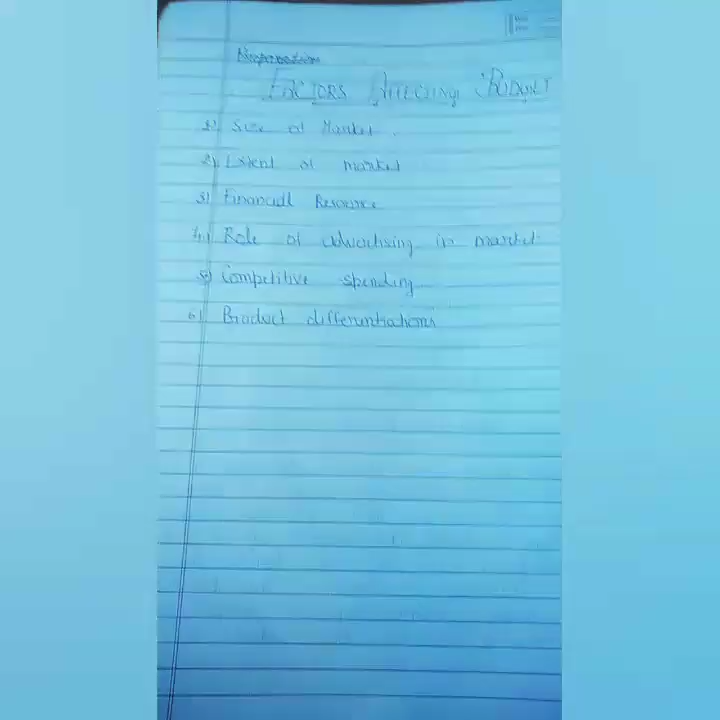 Preparation
FACTORS Affecting BUDGET
1) Size of Market.
2) Extent of market
3) Financial Resource
4) Role of advertising in market
5) Competitive spending
6) Product differentiations